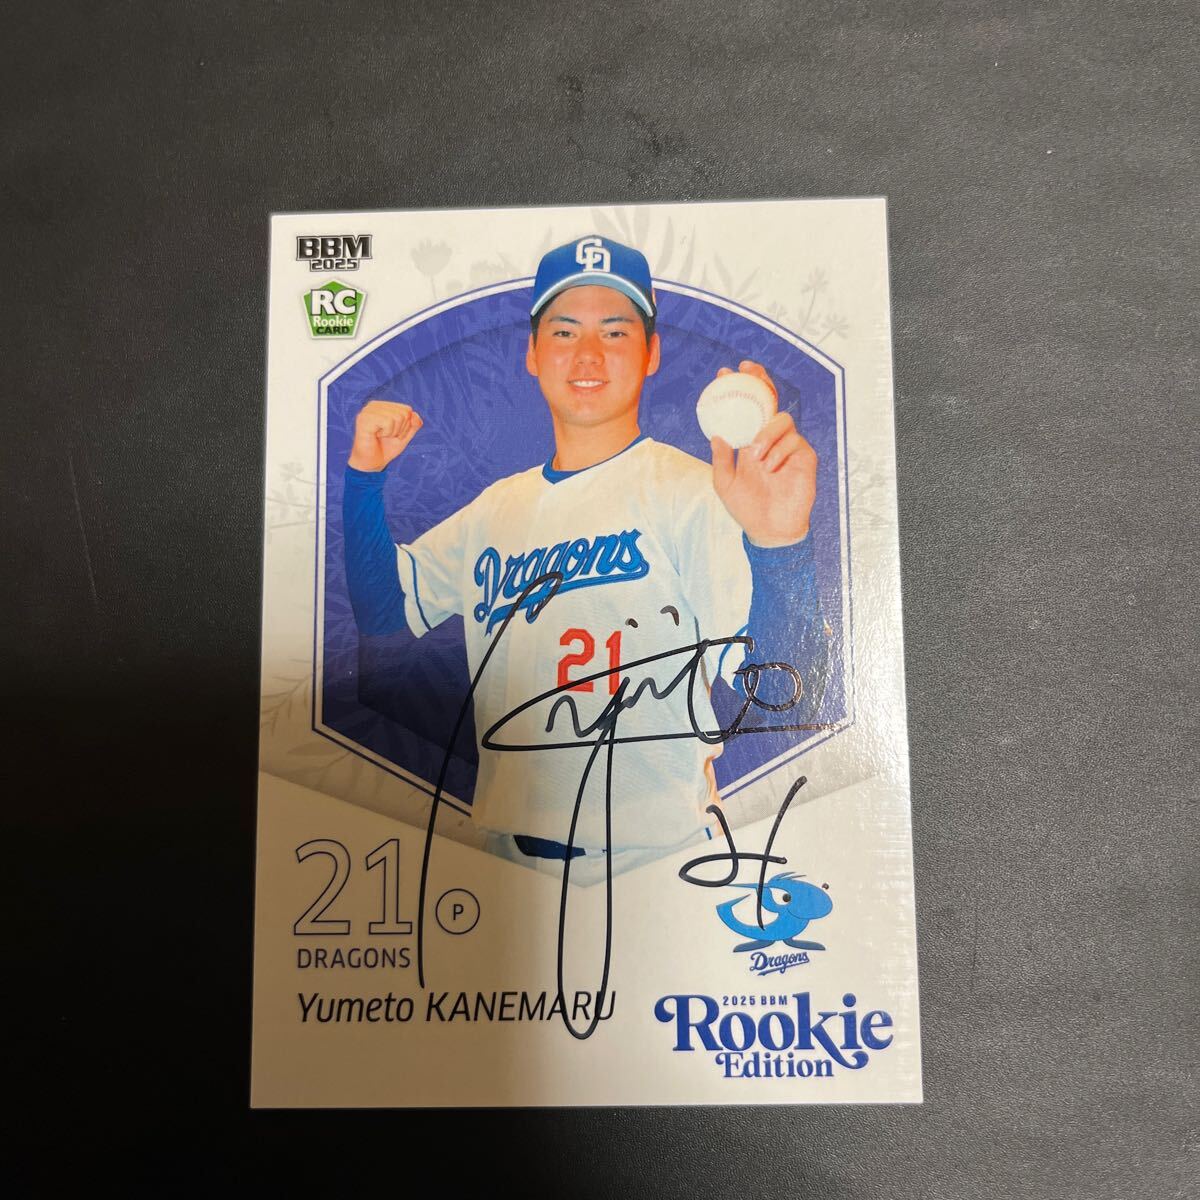 BBM
2025
RC
Rookie
CARD
CD
Dragons
21
21
P
DRAGONS
Yumeto KANEMARU
Dragons
2025 BBM
Rookie
Edition